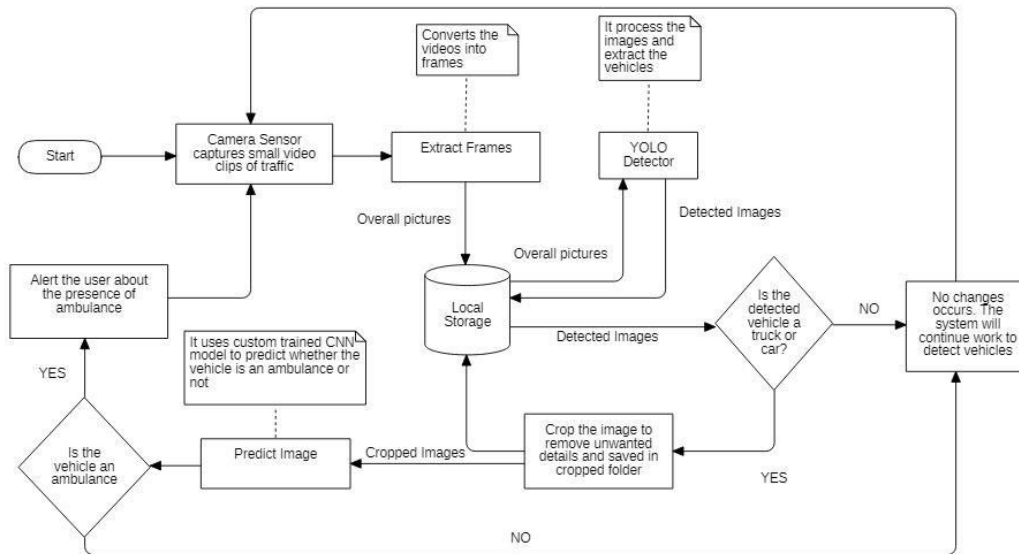 Converts the
videos into
frames
It process the
images and
extract the
vehicles
Start
Camera Sensor
captures small video
clips of traffic
Extract Frames
YOLO
Detector
Overall pictures
Detected Images
Overall pictures
Alert the user about
the presence of
ambulance
Local
Storage
Is the
detected
vehicle a
truck or
car?
NO
No changes
occurs. The
system will
continue work to
detect vehicles
Detected Images
It uses custom trained CNN
model to predict whether the
vehicle is an ambulance or
not
YES
Is the
vehicle an
ambulance
Predict Image
Cropped Images
Crop the image to
remove unwanted
details and saved in
cropped folder
YES
NO